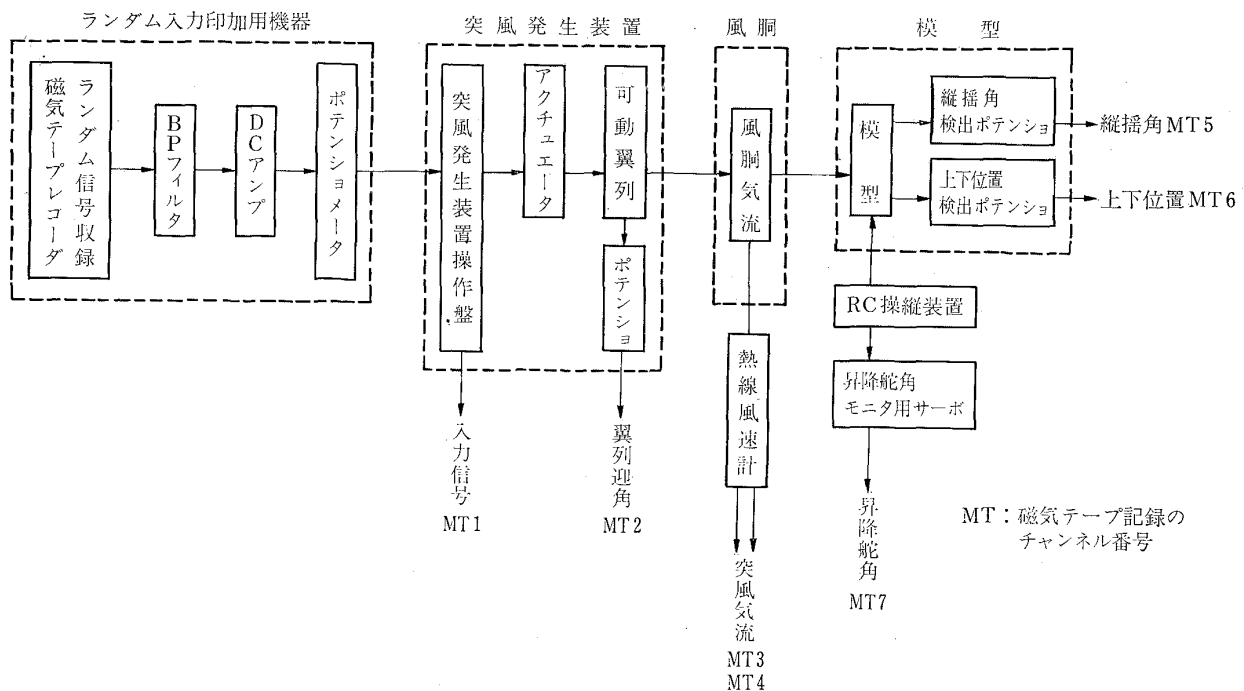 ランダム入力印加用機器
ランダム信号収録
磁気テープレコーダ
BPフィルタ
DCアンプ
ポテンショメータ
突風発生装置
突風発生装置操作盤
アクチュエータ
可動翼列
ポテンショ
入力信号
MT1
翼列迎角
MT2
風胴
風胴気流
熱線風速計
突風気流
MT3
MT4
模型
模型
縦揺角
検出ポテンショ
縦揺角MT5
上下位置
検出ポテンショ
上下位置MT6
RC操縦装置
昇降舵角
モニタ用サーボ
昇降舵角
MT7
MT：磁気テープ記録の
チャンネル番号